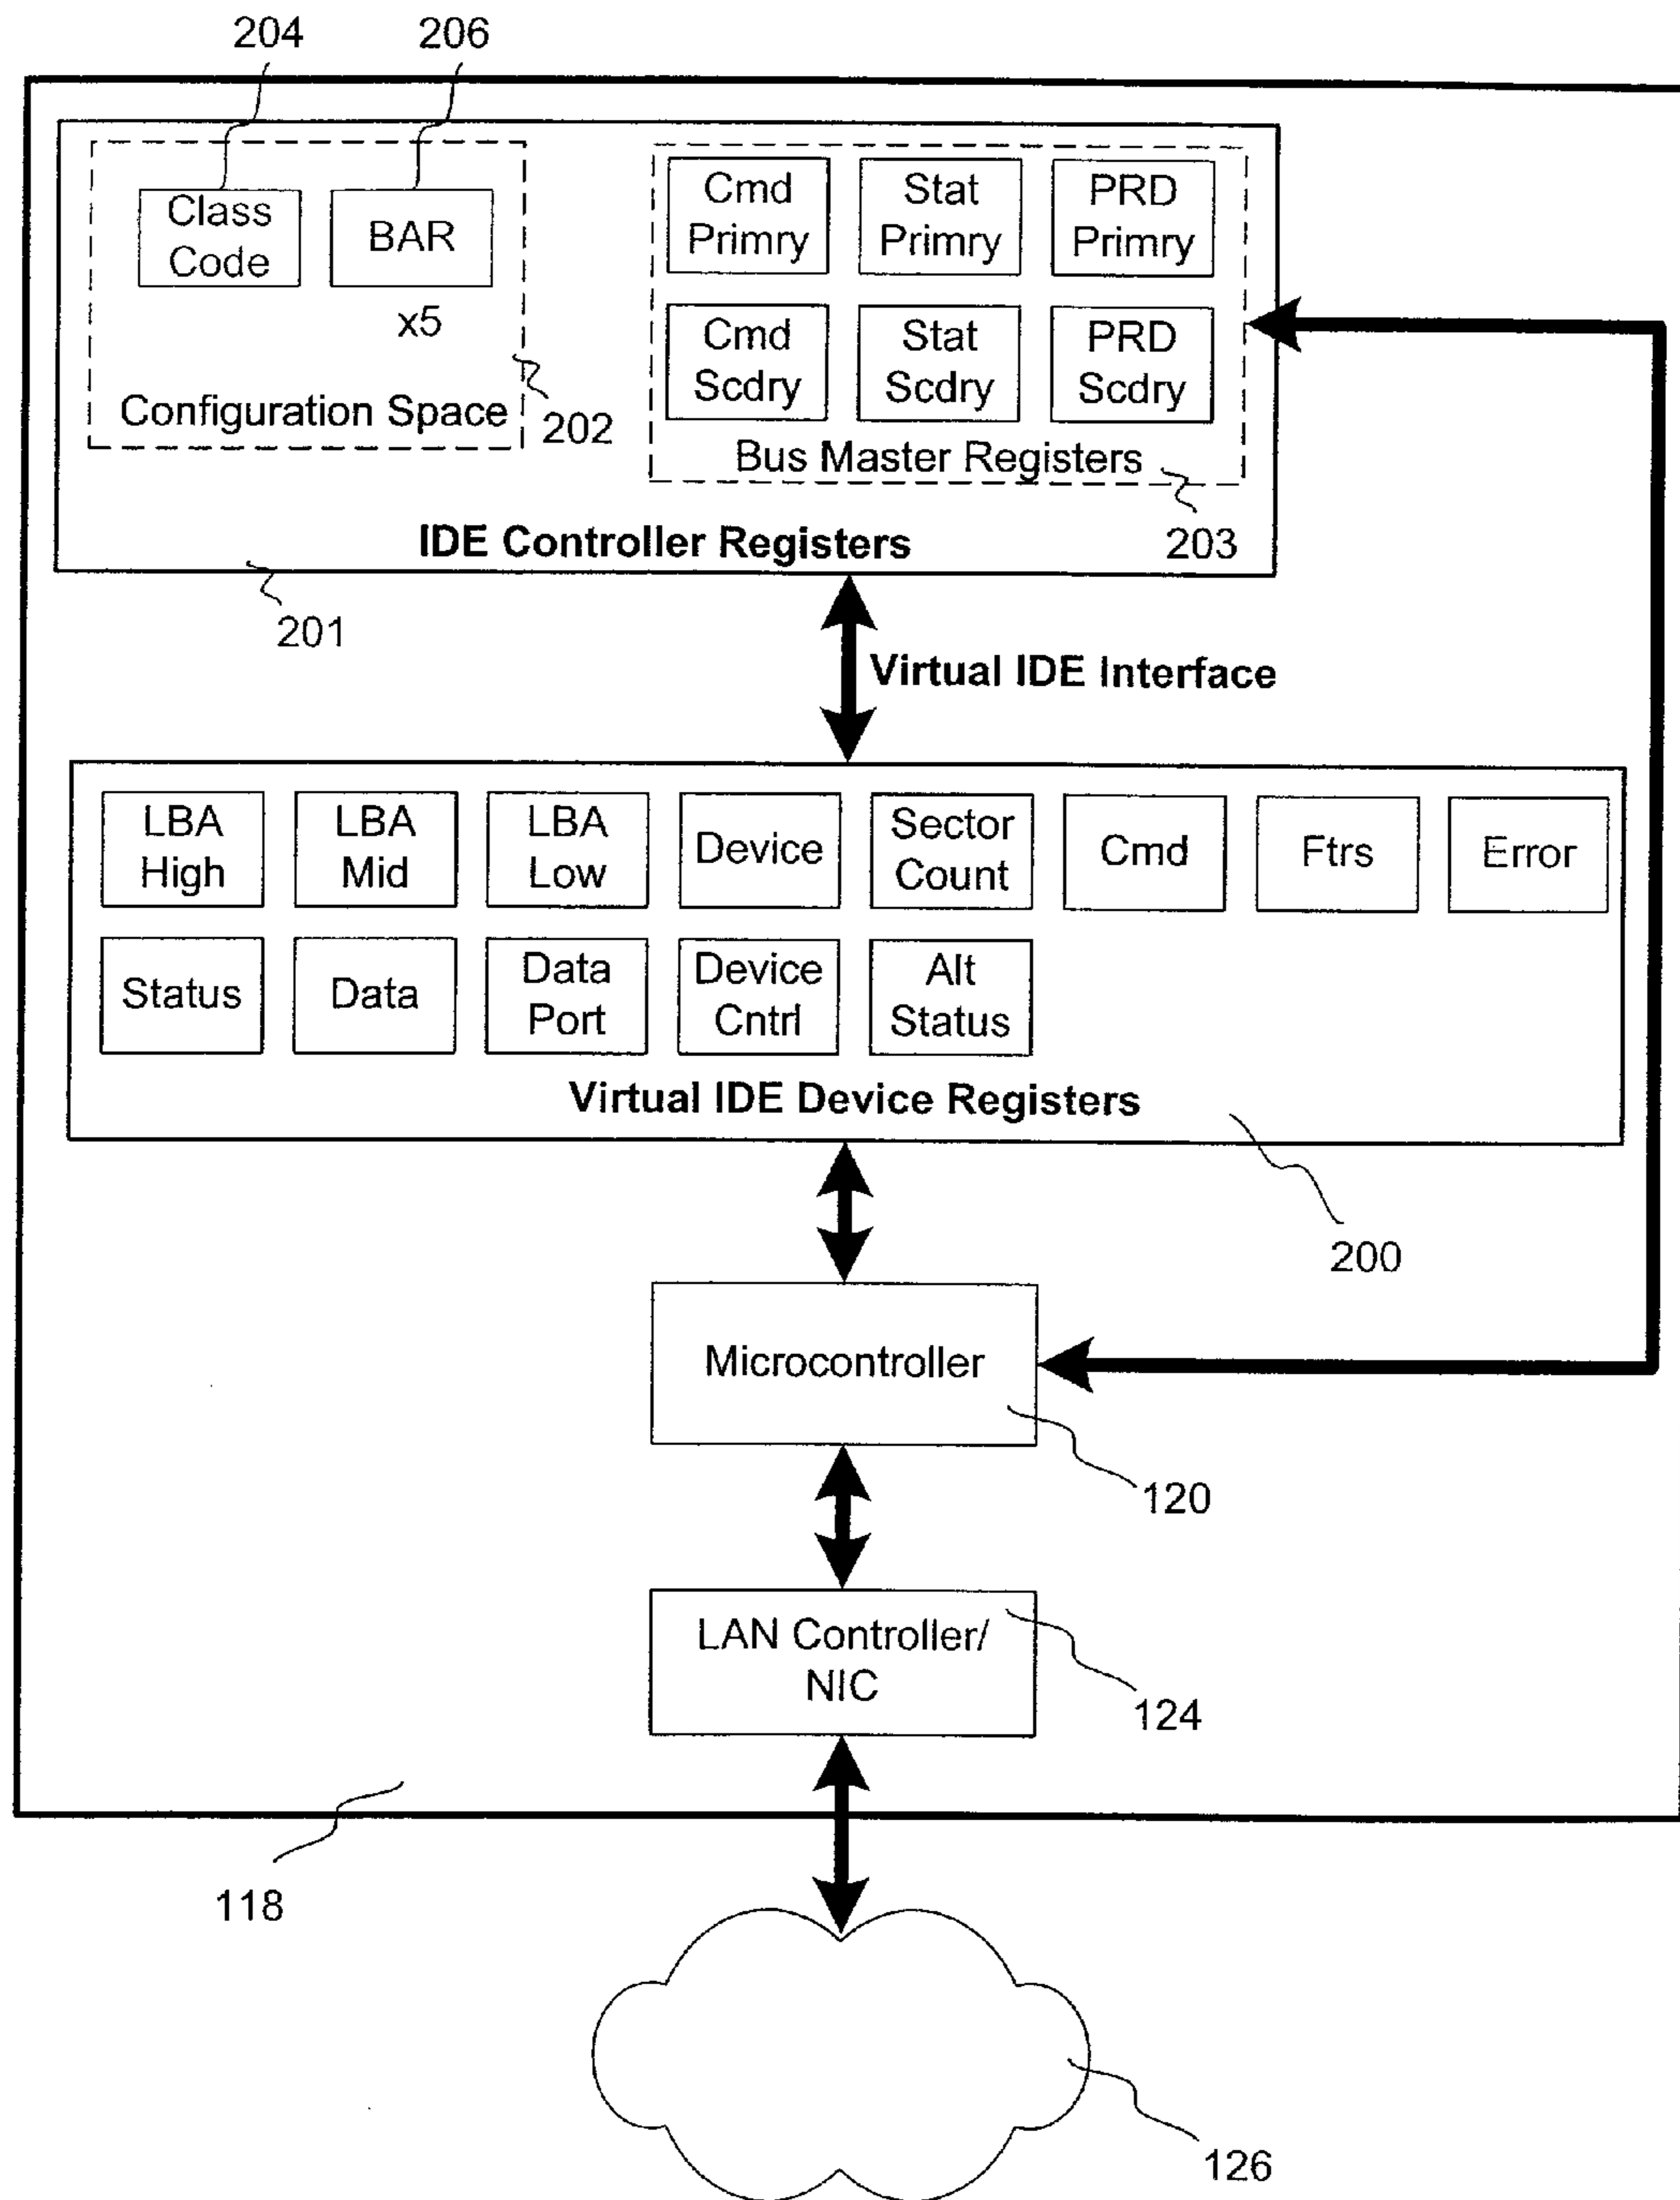 204
206
Class
Code
BAR
x5
Configuration Space
202
Cmd
Primry
Stat
Primry
PRD
Primry
Cmd
Scdry
Stat
Scdry
PRD
Scdry
Bus Master Registers
203
IDE Controller Registers
201
Virtual IDE Interface
LBA
High
LBA
Mid
LBA
Low
Device
Sector
Count
Cmd
Ftrs
Error
Status
Data
Data
Port
Device
Cntrl
Alt
Status
Virtual IDE Device Registers
200
Microcontroller
120
LAN Controller/
NIC
124
118
126